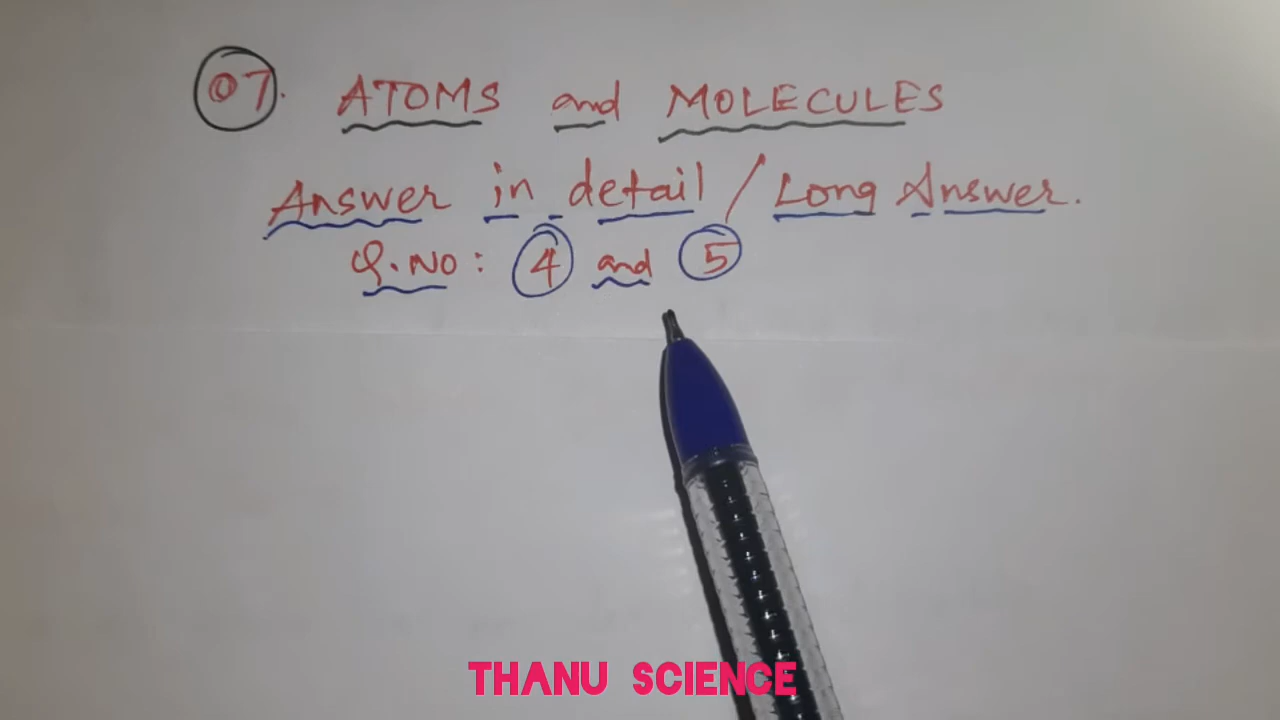 07. ATOMS and MOLECULES
Answer in detail / Long Answer.
Q.No: 4 and 5
THANU SCIENCE